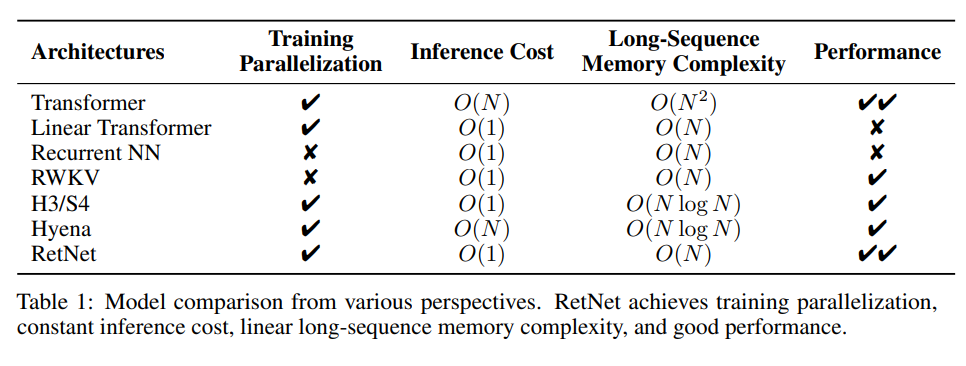 Architectures Training Parallelization Inference Cost Long-Sequence Memory Complexity Performance
Transformer ✔ O(N) O(N²) ✔✔
Linear Transformer ✔ O(1) O(N) ✘
Recurrent NN ✘ O(1) O(N) ✘
RWKV ✘ O(1) O(N) ✔
H3/S4 ✔ O(1) O(N log N) ✔
Hyena ✔ O(N) O(N log N) ✔
RetNet ✔ O(1) O(N) ✔✔
Table 1: Model comparison from various perspectives. RetNet achieves training parallelization,
constant inference cost, linear long-sequence memory complexity, and good performance.